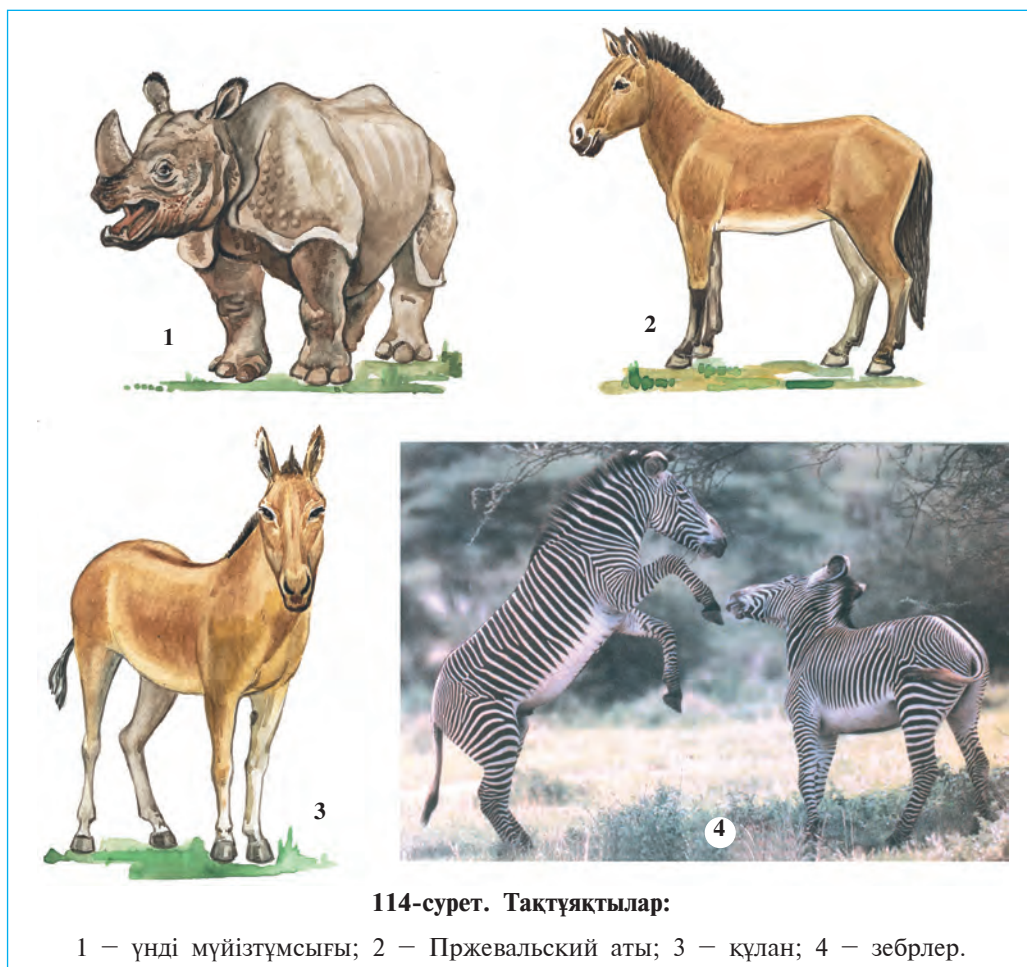 1
2
3
4
114-сурет. Тақтұяқтылар:
1 — үнді мүйізтұмсығы; 2 — Пржевальский аты; 3 — құлан; 4 — зебрлер.